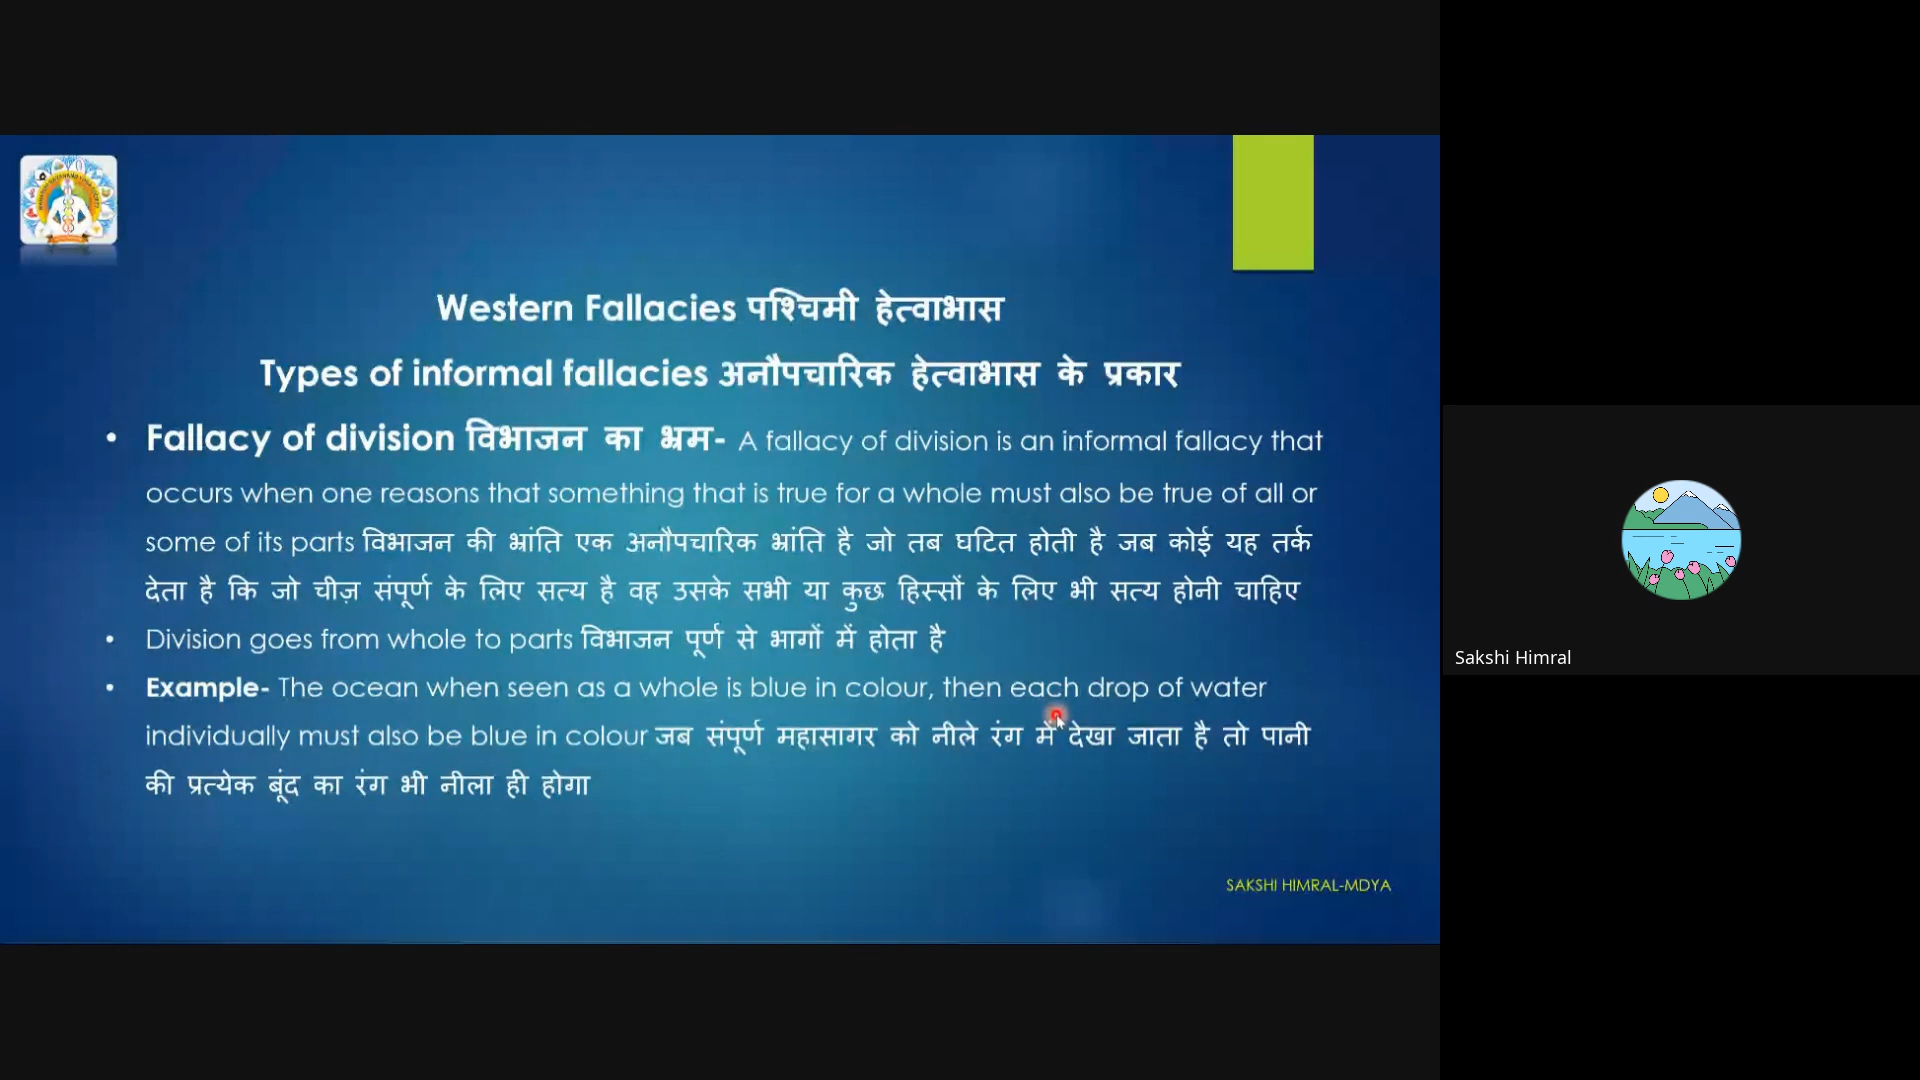 Western Fallacies पश्चिमी हेत्वाभास
Types of informal fallacies अनौपचारिक हेत्वाभास के प्रकार
• Fallacy of division विभाजन का भ्रम- A fallacy of division is an informal fallacy that
occurs when one reasons that something that is true for a whole must also be true of all or
some of its parts विभाजन की भ्रांति एक अनौपचारिक भ्रांति है जो तब घटित होती है जब कोई यह तर्क
देता है कि जो चीज़ संपूर्ण के लिए सत्य है वह उसके सभी या कुछ हिस्सों के लिए भी सत्य होनी चाहिए
• Division goes from whole to parts विभाजन पूर्ण से भागों में होता है
• Example- The ocean when seen as a whole is blue in colour, then each drop of water
individually must also be blue in colour जब संपूर्ण महासागर को नीले रंग में देखा जाता है तो पानी
की प्रत्येक बूंद का रंग भी नीला ही होगा
SAKSHI HIMRAL-MDYA
Sakshi Himral